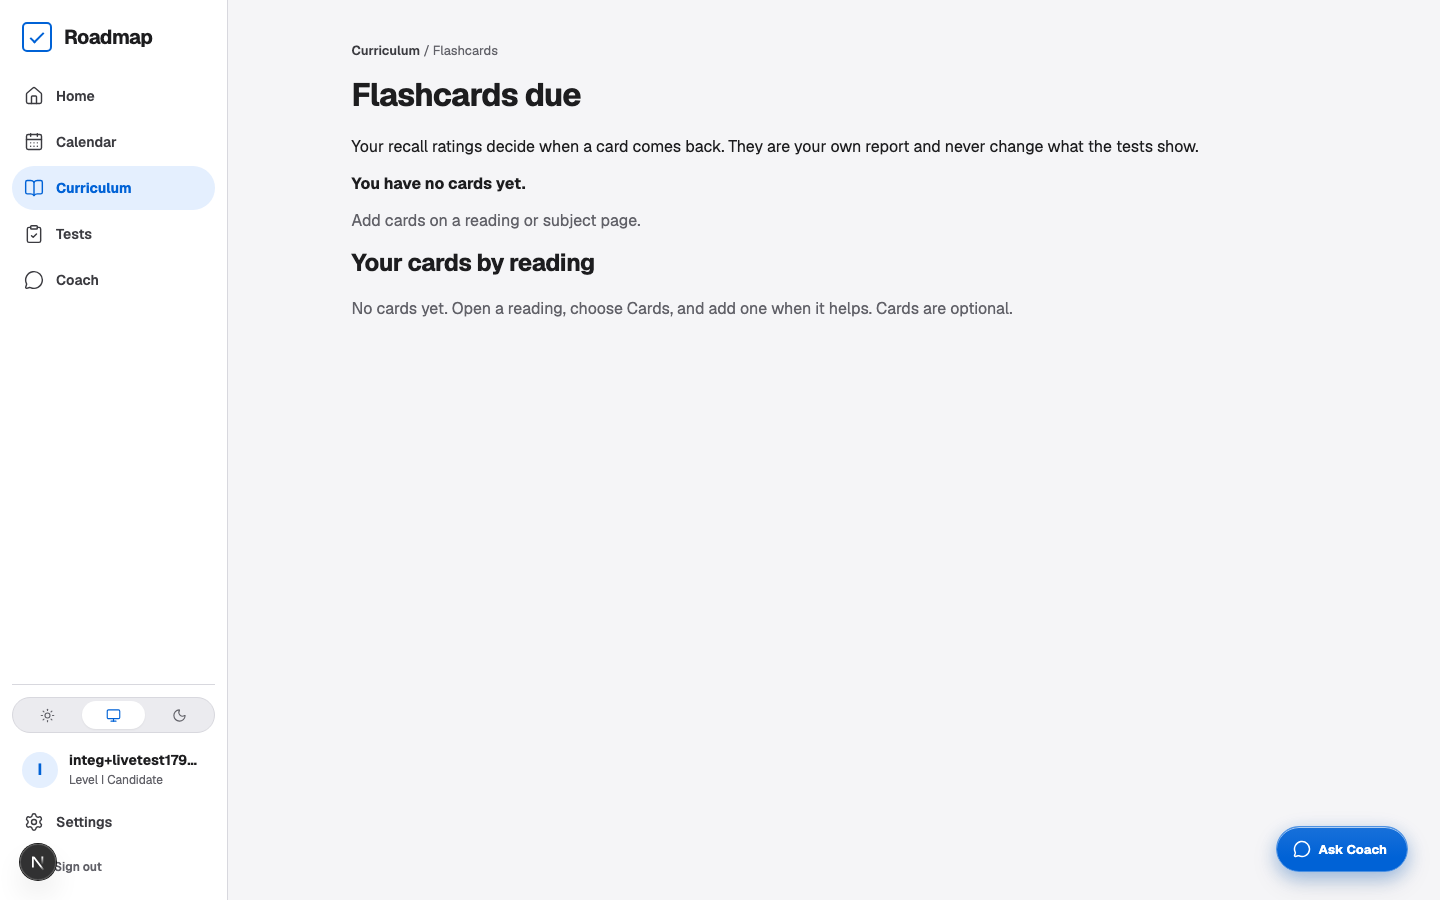 Roadmap
Home
Calendar
Curriculum
Tests
Coach
integ+livetest179...
Level I Candidate
Settings
N
Sign out
Curriculum / Flashcards
Flashcards due
Your recall ratings decide when a card comes back. They are your own report and never change what the tests show.
You have no cards yet.
Add cards on a reading or subject page.
Your cards by reading
No cards yet. Open a reading, choose Cards, and add one when it helps. Cards are optional.
Ask Coach
I